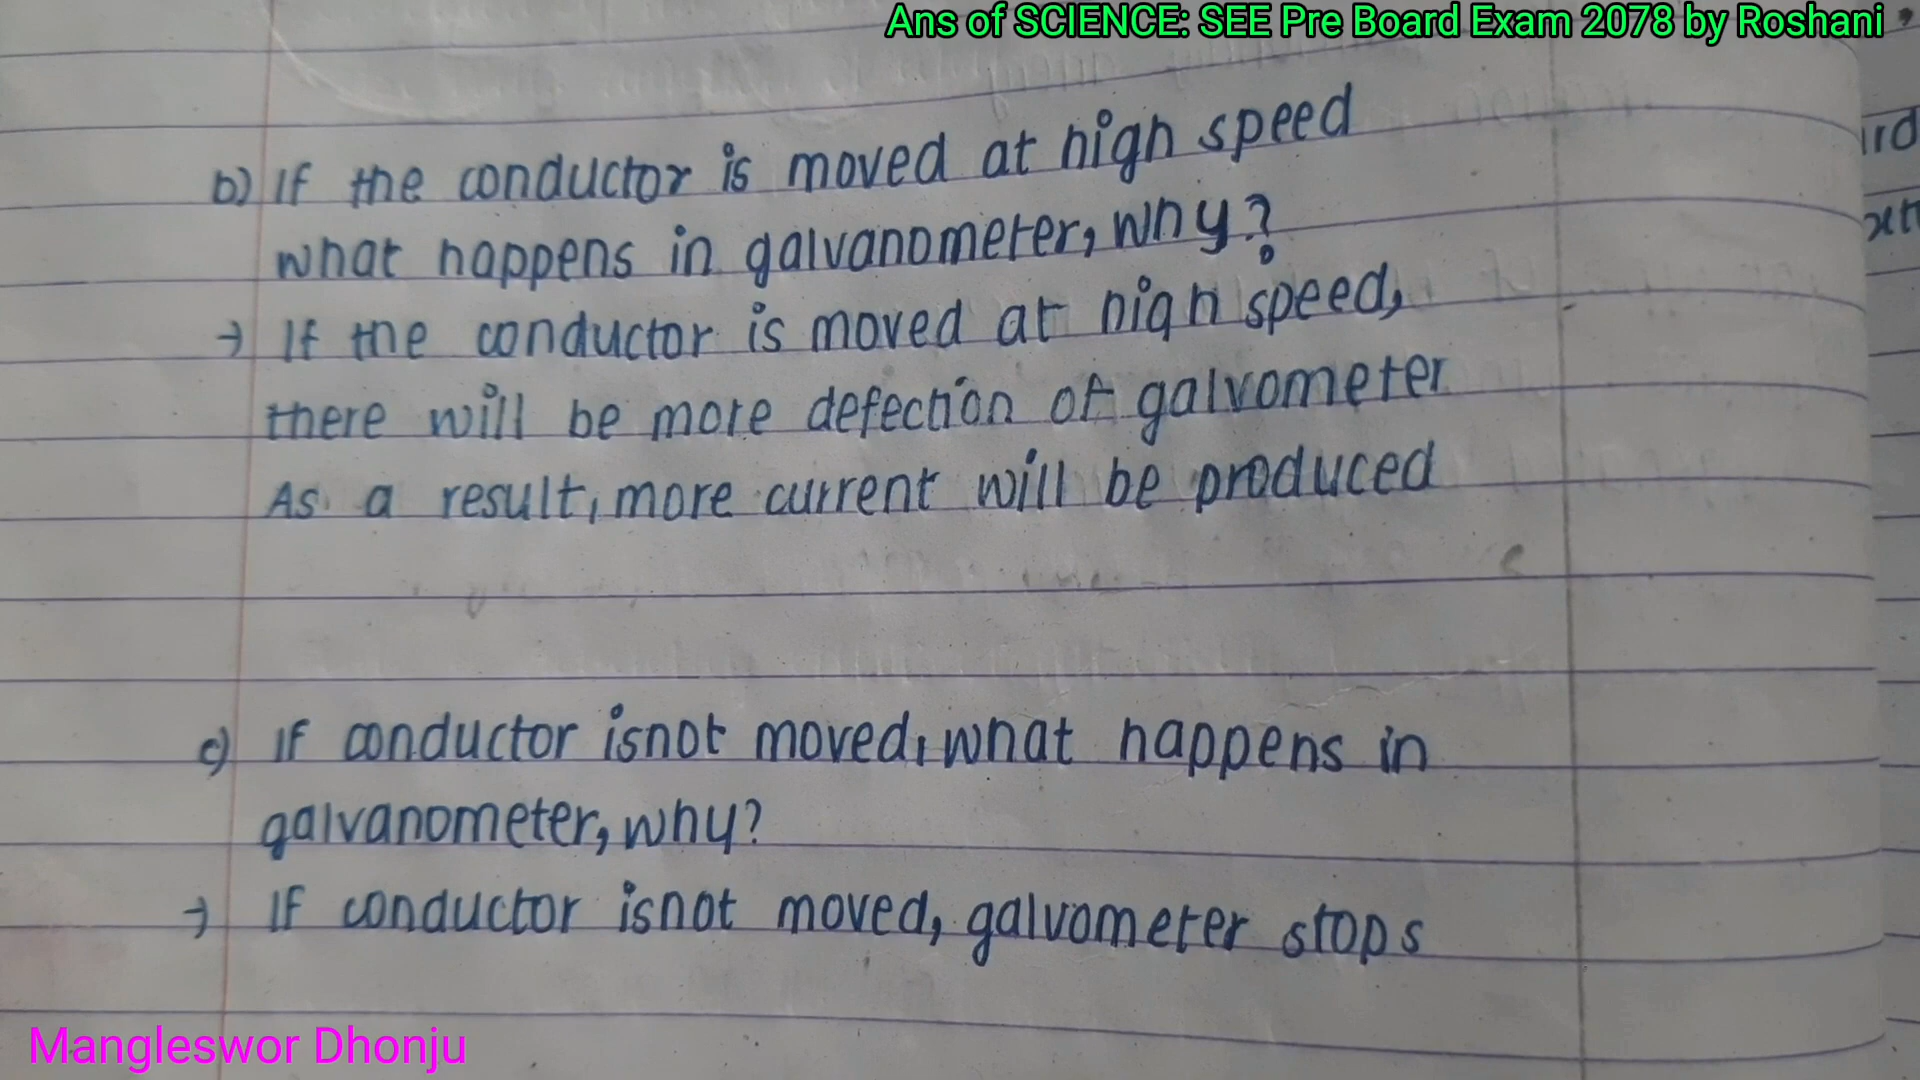 Ans of SCIENCE: SEE Pre Board Exam 2078 by Roshani
b) If the conductor is moved at high speed
what happens in galvanometer, why?
→ If the conductor is moved at high speed,
there will be more defection of galvometer
As a result, more current will be produced
c) If conductor isnot moved, what happens in
galvanometer, why?
→ If conductor isnot moved, galvometer stops
Mangleswor Dhonju